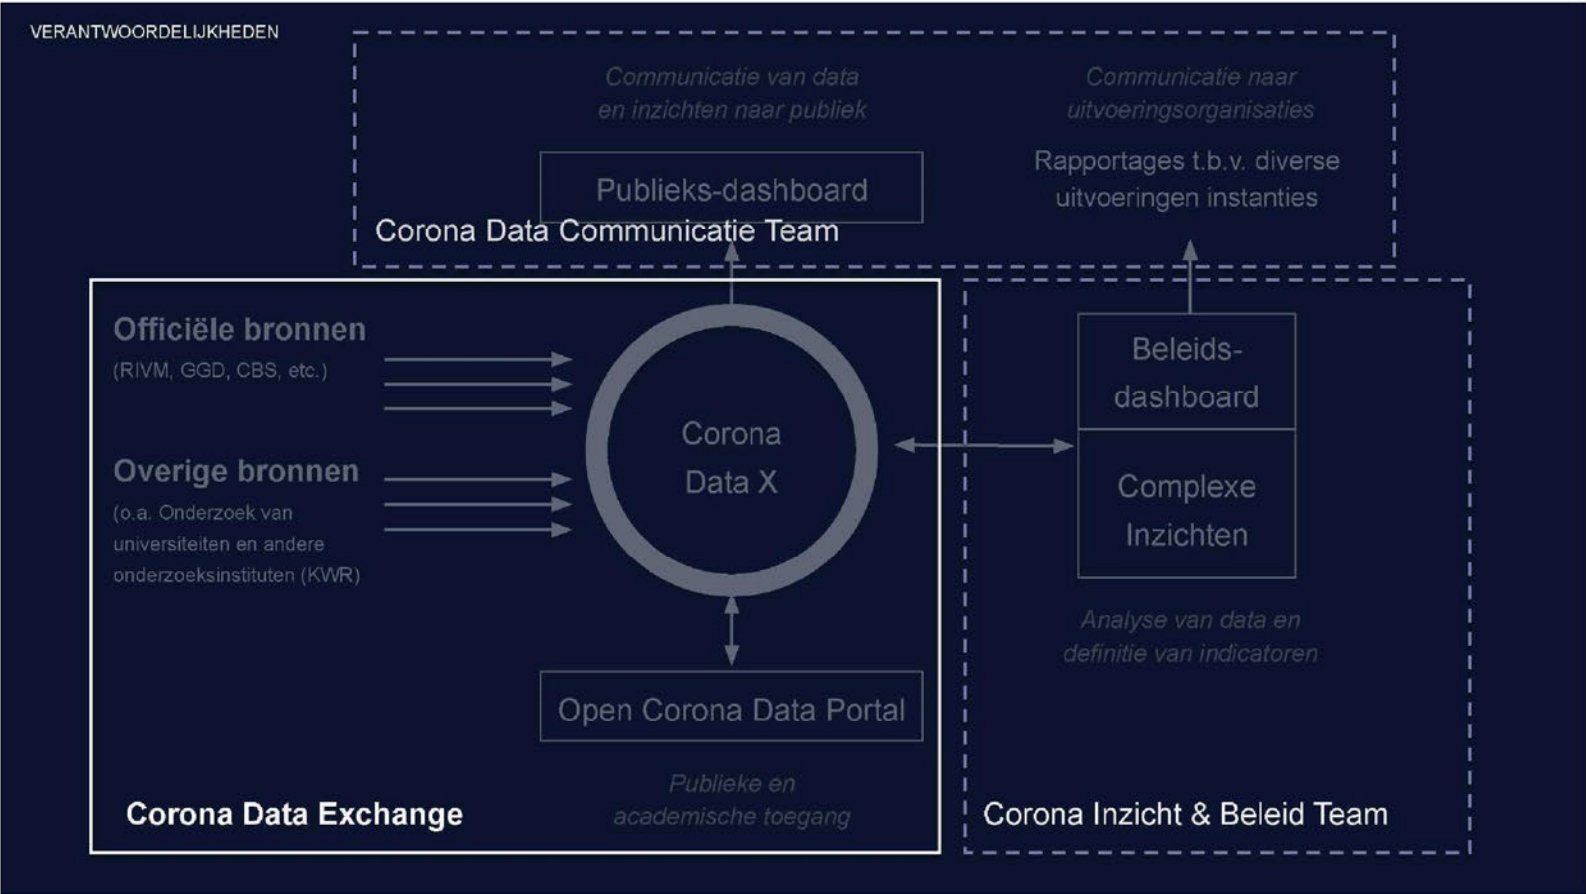 VERANTWOORDELIJKHEDEN
Communicatie van data
en inzichten naar publiek
Communicatie naar
uitvoeringsorganisaties
Publieks-dashboard
Rapportages t.b.v. diverse
uitvoeringen instanties
Corona Data Communicatie Team
Officiële bronnen
(RIVM, GGD, CBS, etc.)
Overige bronnen
(o.a. Onderzoek van
universiteiten en andere
onderzoeksinstituten (KWR)
Corona
Data X
Beleids-
dashboard
Complexe
Inzichten
Analyse van data en
definitie van indicatoren
Open Corona Data Portal
Publieke en
academische toegang
Corona Data Exchange
Corona Inzicht & Beleid Team